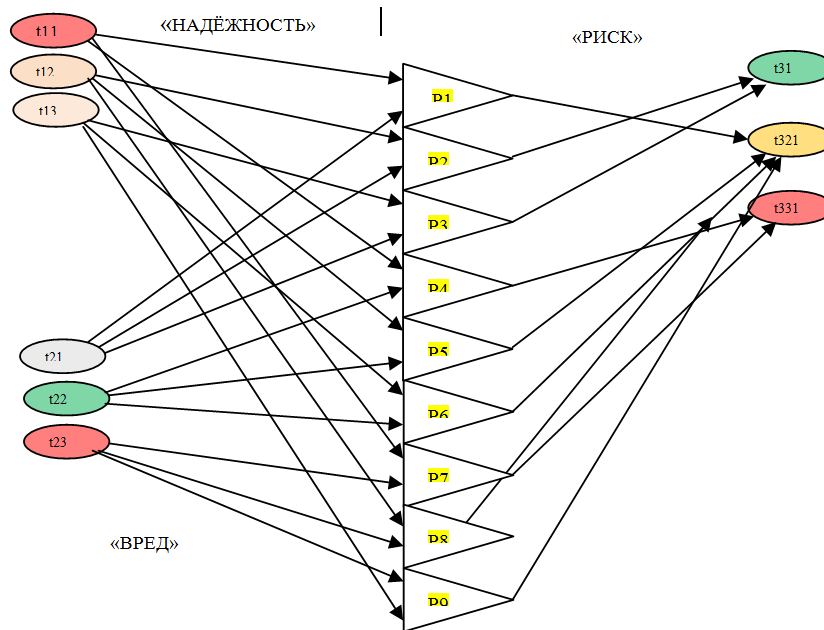 «НАДЁЖНОСТЬ»
«РИСК»
t11
t12
t13
t21
t22
t23
«ВРЕД»
P1
P2
P3
P4
P5
P6
P7
P8
P9
t31
t321
t331